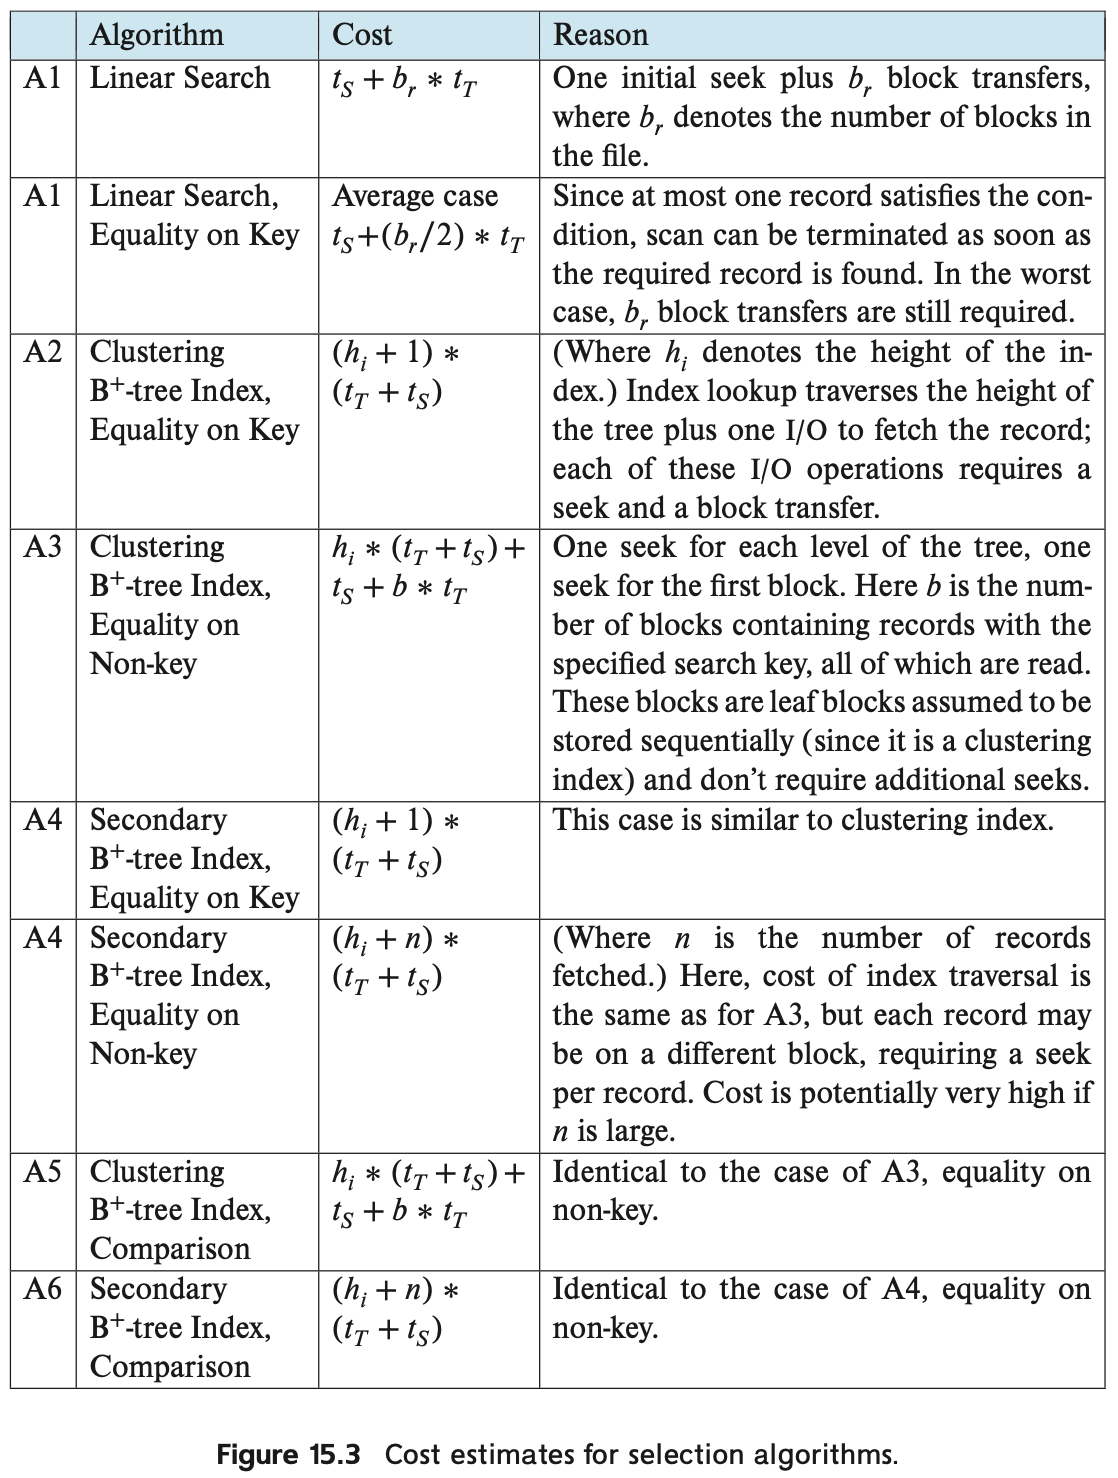 Algorithm Cost Reason
A1 Linear Search t_S + b_r * t_T One initial seek plus b_r block transfers,
where b_r denotes the number of blocks in
the file.
A1 Linear Search, Average case Since at most one record satisfies the con-
Equality on Key t_S+(b_r/2) * t_T dition, scan can be terminated as soon as
the required record is found. In the worst
case, b_r block transfers are still required.
A2 Clustering (h_i + 1) * (Where h_i denotes the height of the in-
B⁺-tree Index, (t_T + t_S) dex.) Index lookup traverses the height of
Equality on Key the tree plus one I/O to fetch the record;
each of these I/O operations requires a
seek and a block transfer.
A3 Clustering h_i * (t_T + t_S) + One seek for each level of the tree, one
B⁺-tree Index, t_S + b * t_T seek for the first block. Here b is the num-
Equality on ber of blocks containing records with the
Non-key specified search key, all of which are read.
These blocks are leaf blocks assumed to be
stored sequentially (since it is a clustering
index) and don’t require additional seeks.
A4 Secondary (h_i + 1) * This case is similar to clustering index.
B⁺-tree Index, (t_T + t_S)
Equality on Key
A4 Secondary (h_i + n) * (Where n is the number of records
B⁺-tree Index, (t_T + t_S) fetched.) Here, cost of index traversal is
Equality on the same as for A3, but each record may
Non-key be on a different block, requiring a seek
per record. Cost is potentially very high if
n is large.
A5 Clustering h_i * (t_T + t_S) + Identical to the case of A3, equality on
B⁺-tree Index, t_S + b * t_T non-key.
Comparison
A6 Secondary (h_i + n) * Identical to the case of A4, equality on
B⁺-tree Index, (t_T + t_S) non-key.
Comparison
Figure 15.3 Cost estimates for selection algorithms.